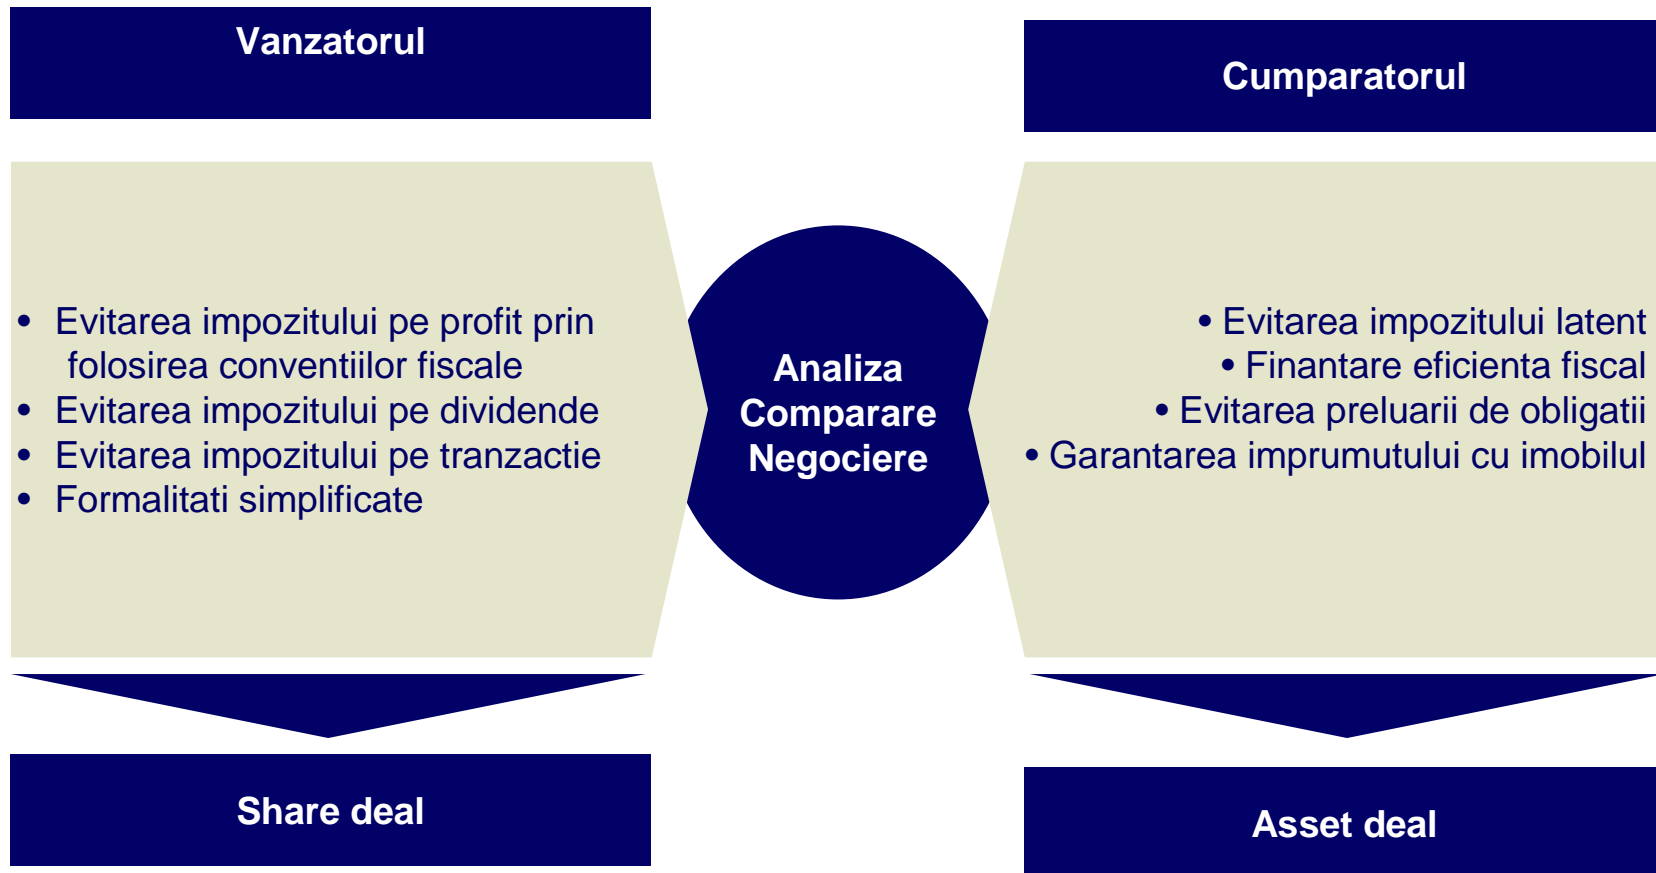 Vanzatorul
• Evitarea impozitului pe profit prin
folosirea conventiilor fiscale
• Evitarea impozitului pe dividende
• Evitarea impozitului pe tranzactie
• Formalitati simplificate
Share deal
Analiza
Comparare
Negociere
Cumparatorul
• Evitarea impozitului latent
• Finantare eficienta fiscal
• Evitarea preluarii de obligatii
• Garantarea imprumutului cu imobilul
Asset deal